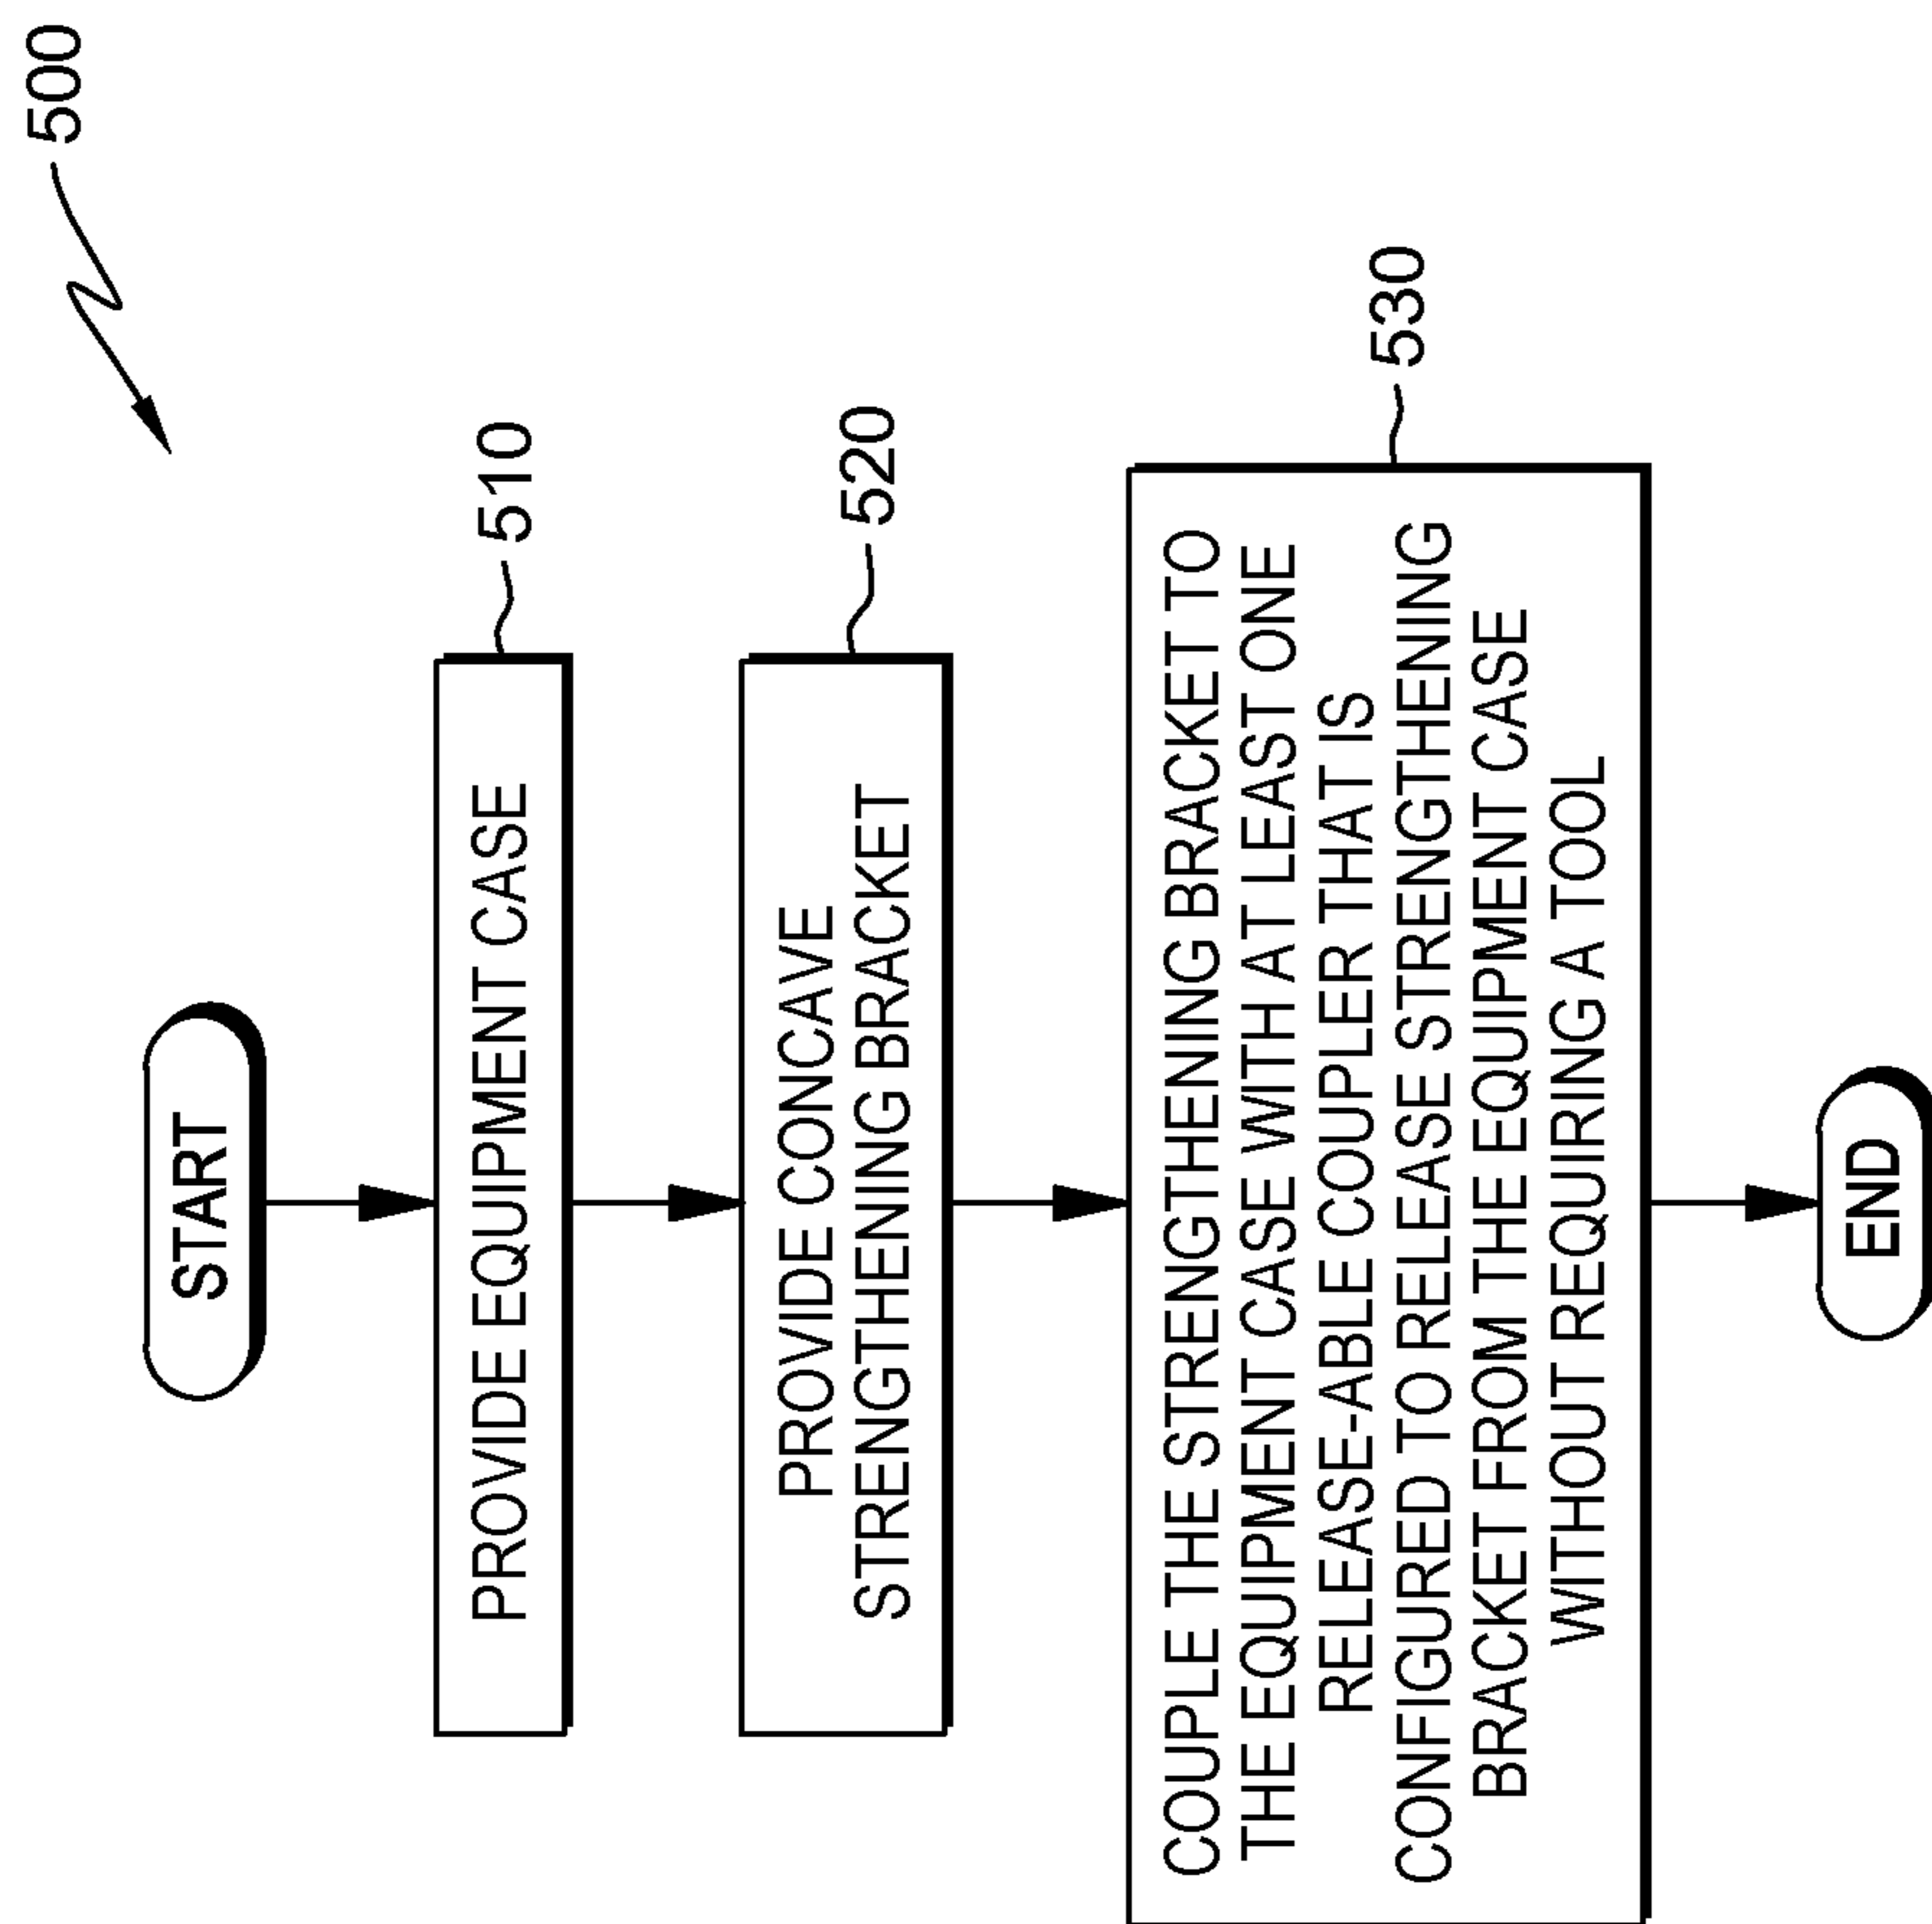 500
START
PROVIDE EQUIPMENT CASE
510
PROVIDE CONCAVE
STRENGTHENING BRACKET
520
COUPLE THE STRENGTHENING BRACKET TO
THE EQUIPMENT CASE WITH AT LEAST ONE
RELEASE-ABLE COUPLER THAT IS
CONFIGURED TO RELEASE STRENGTHENING
BRACKET FROM THE EQUIPMENT CASE
WITHOUT REQUIRING A TOOL
530
END